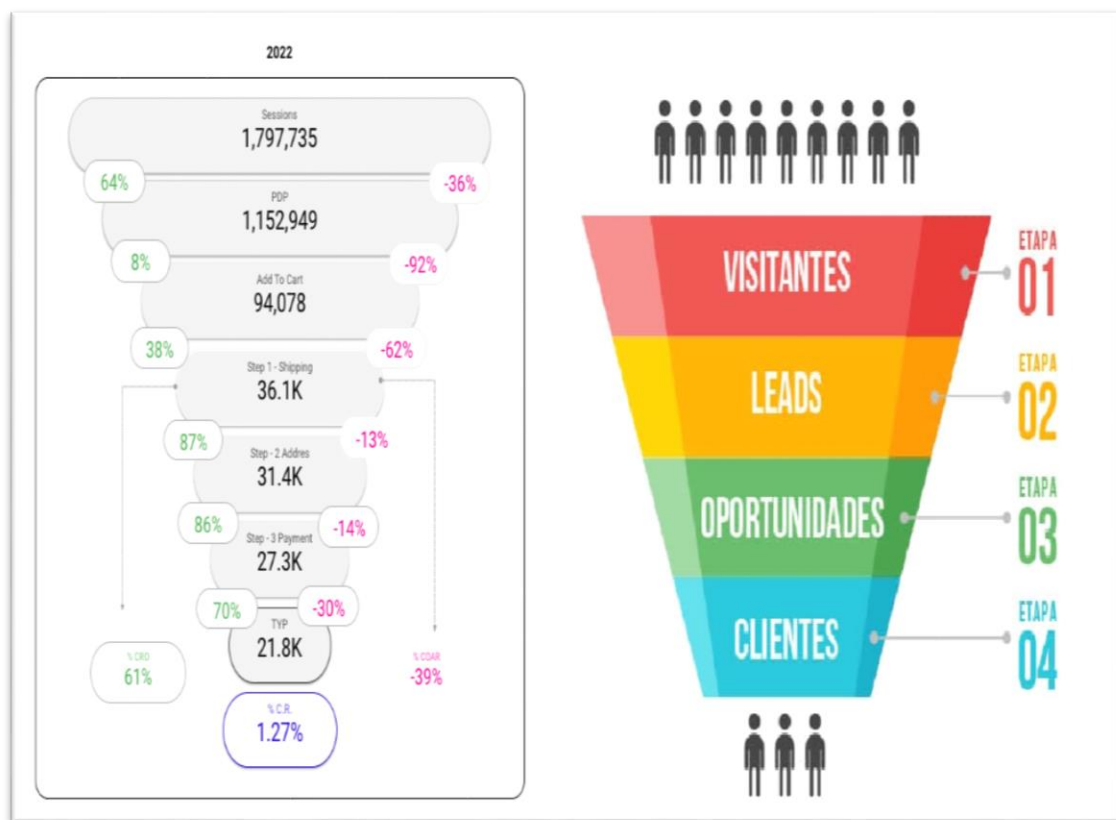 2022
Sessions
1,797,735
64%
-36%
PDP
1,152,949
8%
-92%
Add To Cart
94,078
38%
-62%
Step 1 - Shipping
36.1K
87%
-13%
Step - 2 Addres
31.4K
86%
-14%
Step - 3 Payment
27.3K
70%
-30%
TYP
21.8K
% CRO
61%
% COAR
-39%
% C.R.
1.27%
VISITANTES
ETAPA
01
LEADS
ETAPA
02
OPORTUNIDADES
ETAPA
03
CLIENTES
ETAPA
04